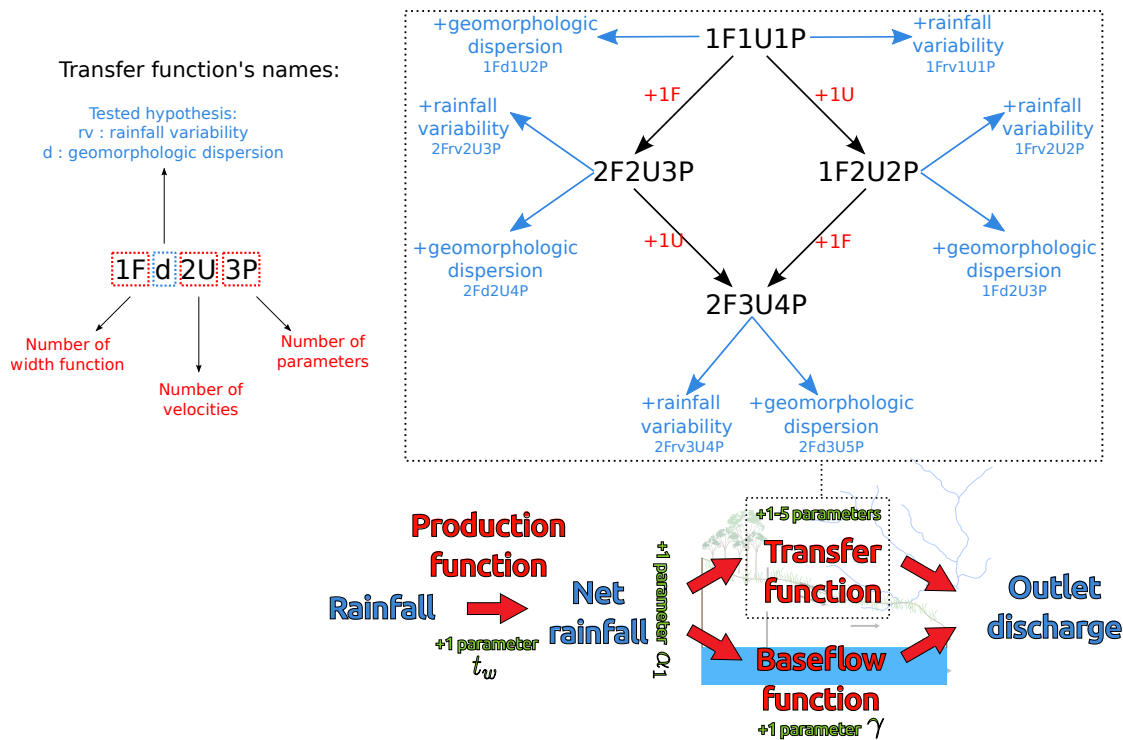 Transfer function's names:
Tested hypothesis:
rv : rainfall variability
d : geomorphologic dispersion
1F d 2U 3P
Number of
width function
Number of
velocities
Number of
parameters
+geomorphologic
dispersion
1Fd1U2P
1F1U1P
+rainfall
variability
1Frv1U1P
+1F
+1U
+rainfall
variability
2Frv2U3P
+rainfall
variability
1Frv2U2P
2F2U3P
1F2U2P
+geomorphologic
dispersion
2Fd2U4P
+1U
+1F
+geomorphologic
dispersion
1Fd2U3P
2F3U4P
+rainfall
variability
2Frv3U4P
+geomorphologic
dispersion
2Fd3U5P
Production
function
Rainfall
+1 parameter
t_w
Net
rainfall
+1 parameter α₁
+1-5 parameters
Transfer
function
Baseflow
function
+1 parameter γ
Outlet
discharge